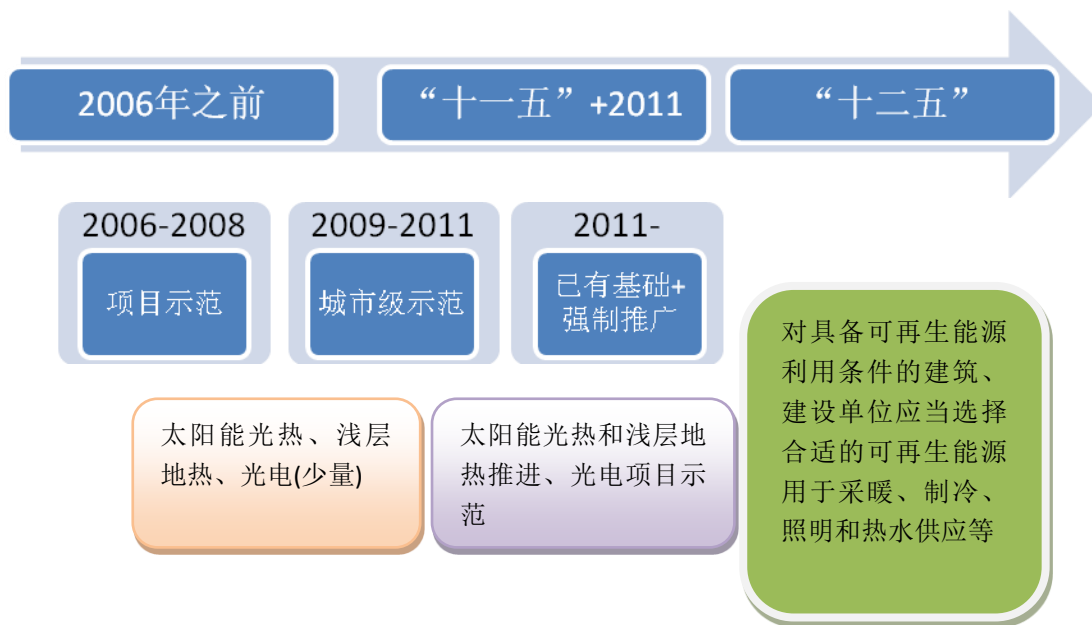 2006年之前
“十一五”+2011
“十二五”
2006-2008
项目示范
2009-2011
城市级示范
2011-
已有基础+
强制推广
太阳能光热、浅层
地热、光电(少量)
太阳能光热和浅层地
热推进、光电项目示
范
对具备可再生能源
利用条件的建筑、
建设单位应当选择
合适的可再生能源
用于采暖、制冷、
照明和热水供应等